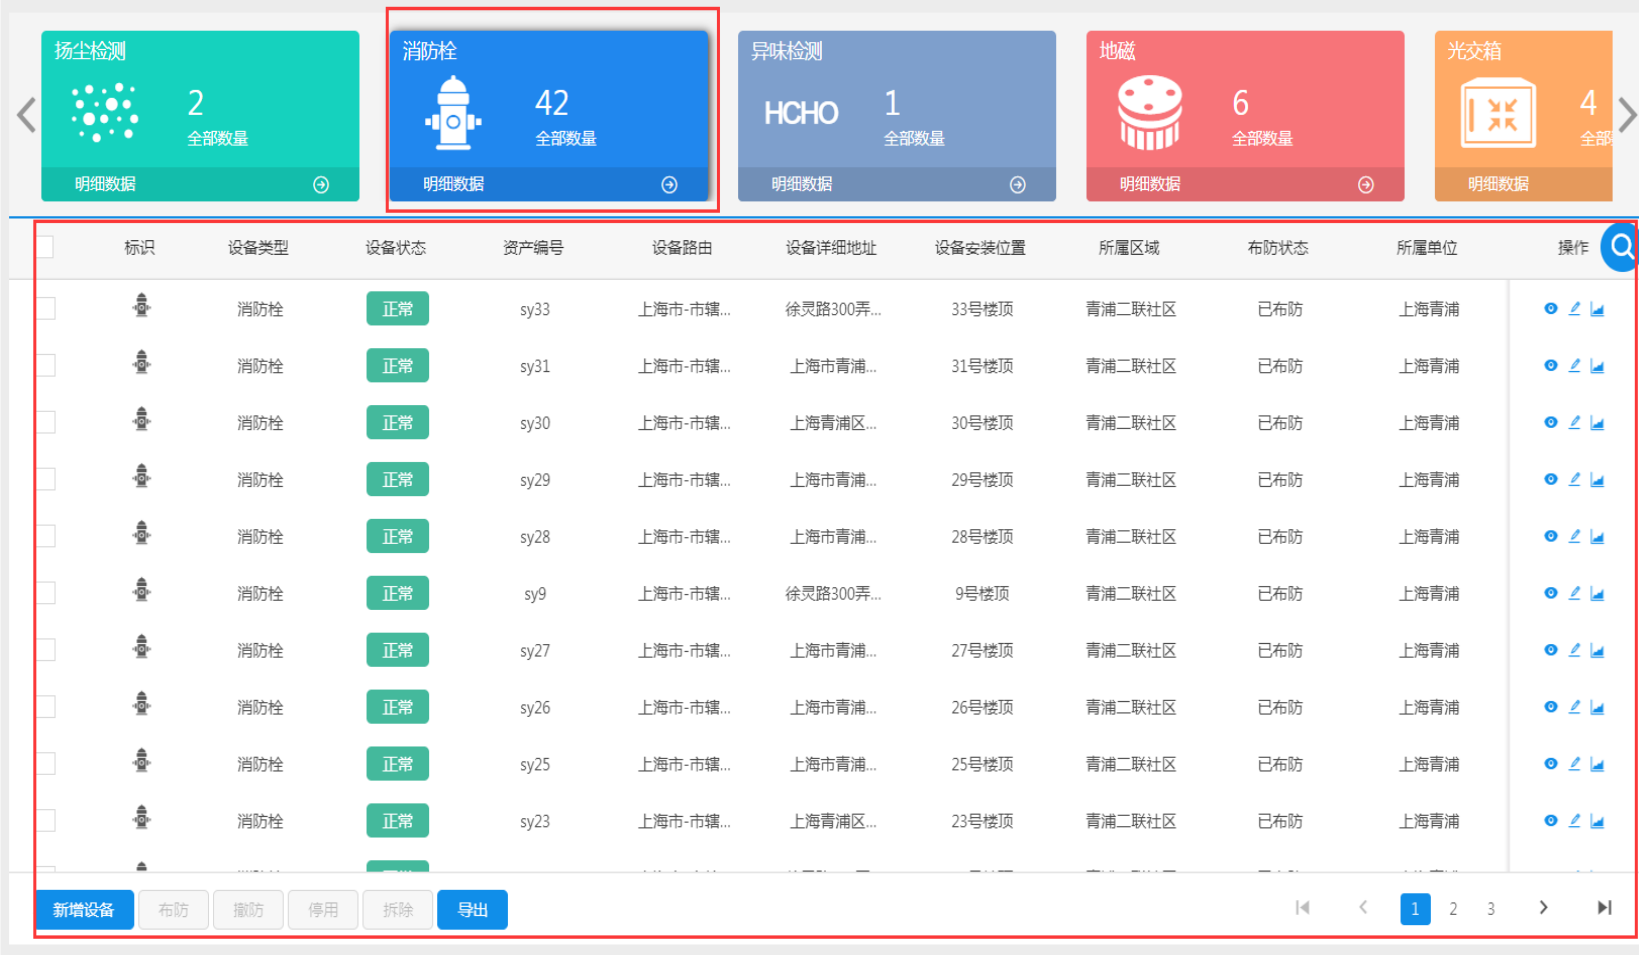 扬尘检测
2
全部数量
明细数据
消防栓
42
全部数量
明细数据
异味检测
HCHO
1
全部数量
明细数据
地磁
6
全部数量
明细数据
光交箱
4
全部
明细数据
标识 设备类型 设备状态 资产编号 设备路由 设备详细地址 设备安装位置 所属区域 布防状态 所属单位 操作
消防栓 正常 sy33 上海市-市辖... 徐灵路300弄... 33号楼顶 青浦二联社区 已布防 上海青浦
消防栓 正常 sy31 上海市-市辖... 上海市青浦... 31号楼顶 青浦二联社区 已布防 上海青浦
消防栓 正常 sy30 上海市-市辖... 上海青浦区... 30号楼顶 青浦二联社区 已布防 上海青浦
消防栓 正常 sy29 上海市-市辖... 上海市青浦... 29号楼顶 青浦二联社区 已布防 上海青浦
消防栓 正常 sy28 上海市-市辖... 上海市青浦... 28号楼顶 青浦二联社区 已布防 上海青浦
消防栓 正常 sy9 上海市-市辖... 徐灵路300弄... 9号楼顶 青浦二联社区 已布防 上海青浦
消防栓 正常 sy27 上海市-市辖... 上海市青浦... 27号楼顶 青浦二联社区 已布防 上海青浦
消防栓 正常 sy26 上海市-市辖... 上海市青浦... 26号楼顶 青浦二联社区 已布防 上海青浦
消防栓 正常 sy25 上海市-市辖... 上海市青浦... 25号楼顶 青浦二联社区 已布防 上海青浦
消防栓 正常 sy23 上海市-市辖... 上海青浦区... 23号楼顶 青浦二联社区 已布防 上海青浦
新增设备 布防 撤防 停用 拆除 导出 1 2 3